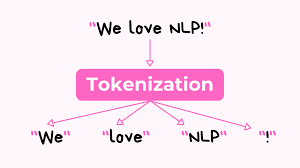 "We love NLP!"
Tokenization
"We" "love" "NLP" "!"